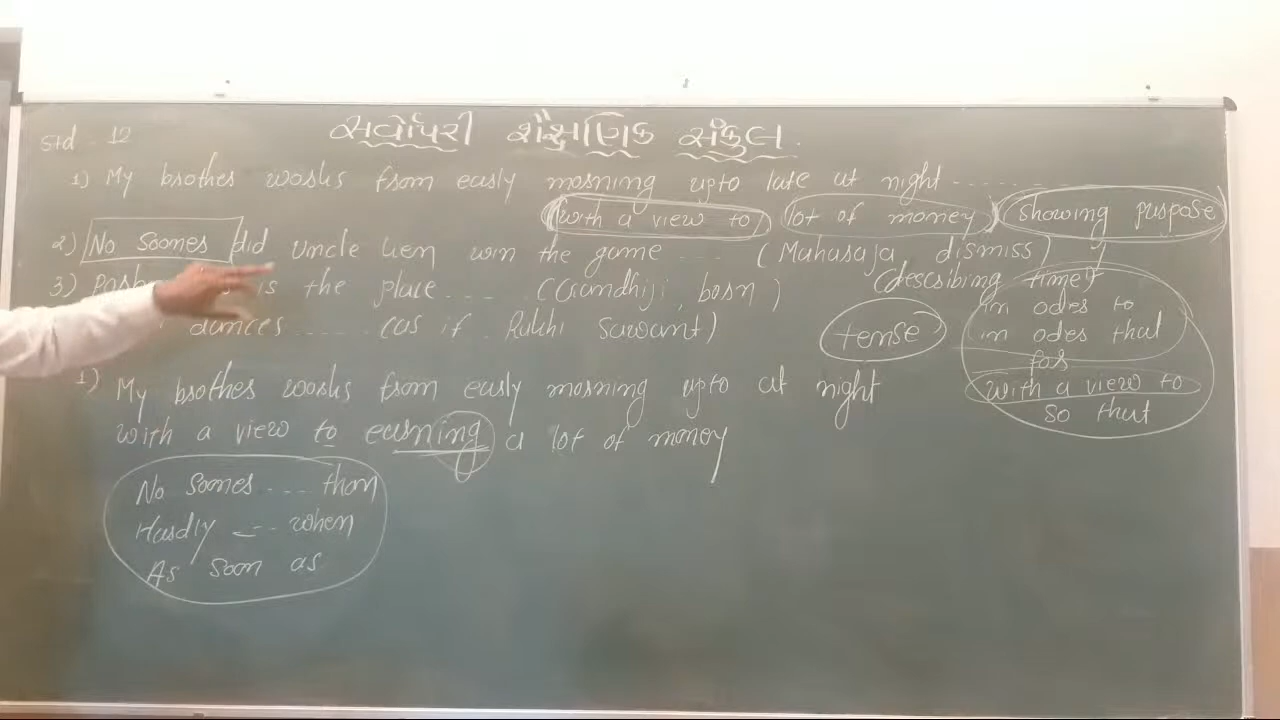 Std - 12
સર્વોપરી શૈક્ષણિક સંકુલ.
1) My brother works from early morning upto late at night ........
with a view to lot of money showing purpose
2) No Sooner did Uncle Ken win the game .... (Maharaja dismiss)
(describing time)
3) is the place .... (Gandhiji, born)
dances ...... (as if Rakhi Sawant)
tense
in order to
in order that
for
with a view to
so that
1) My brother works from early morning upto at night
with a view to earning a lot of money
No Sooner .... than
Hardly .... when
As soon as